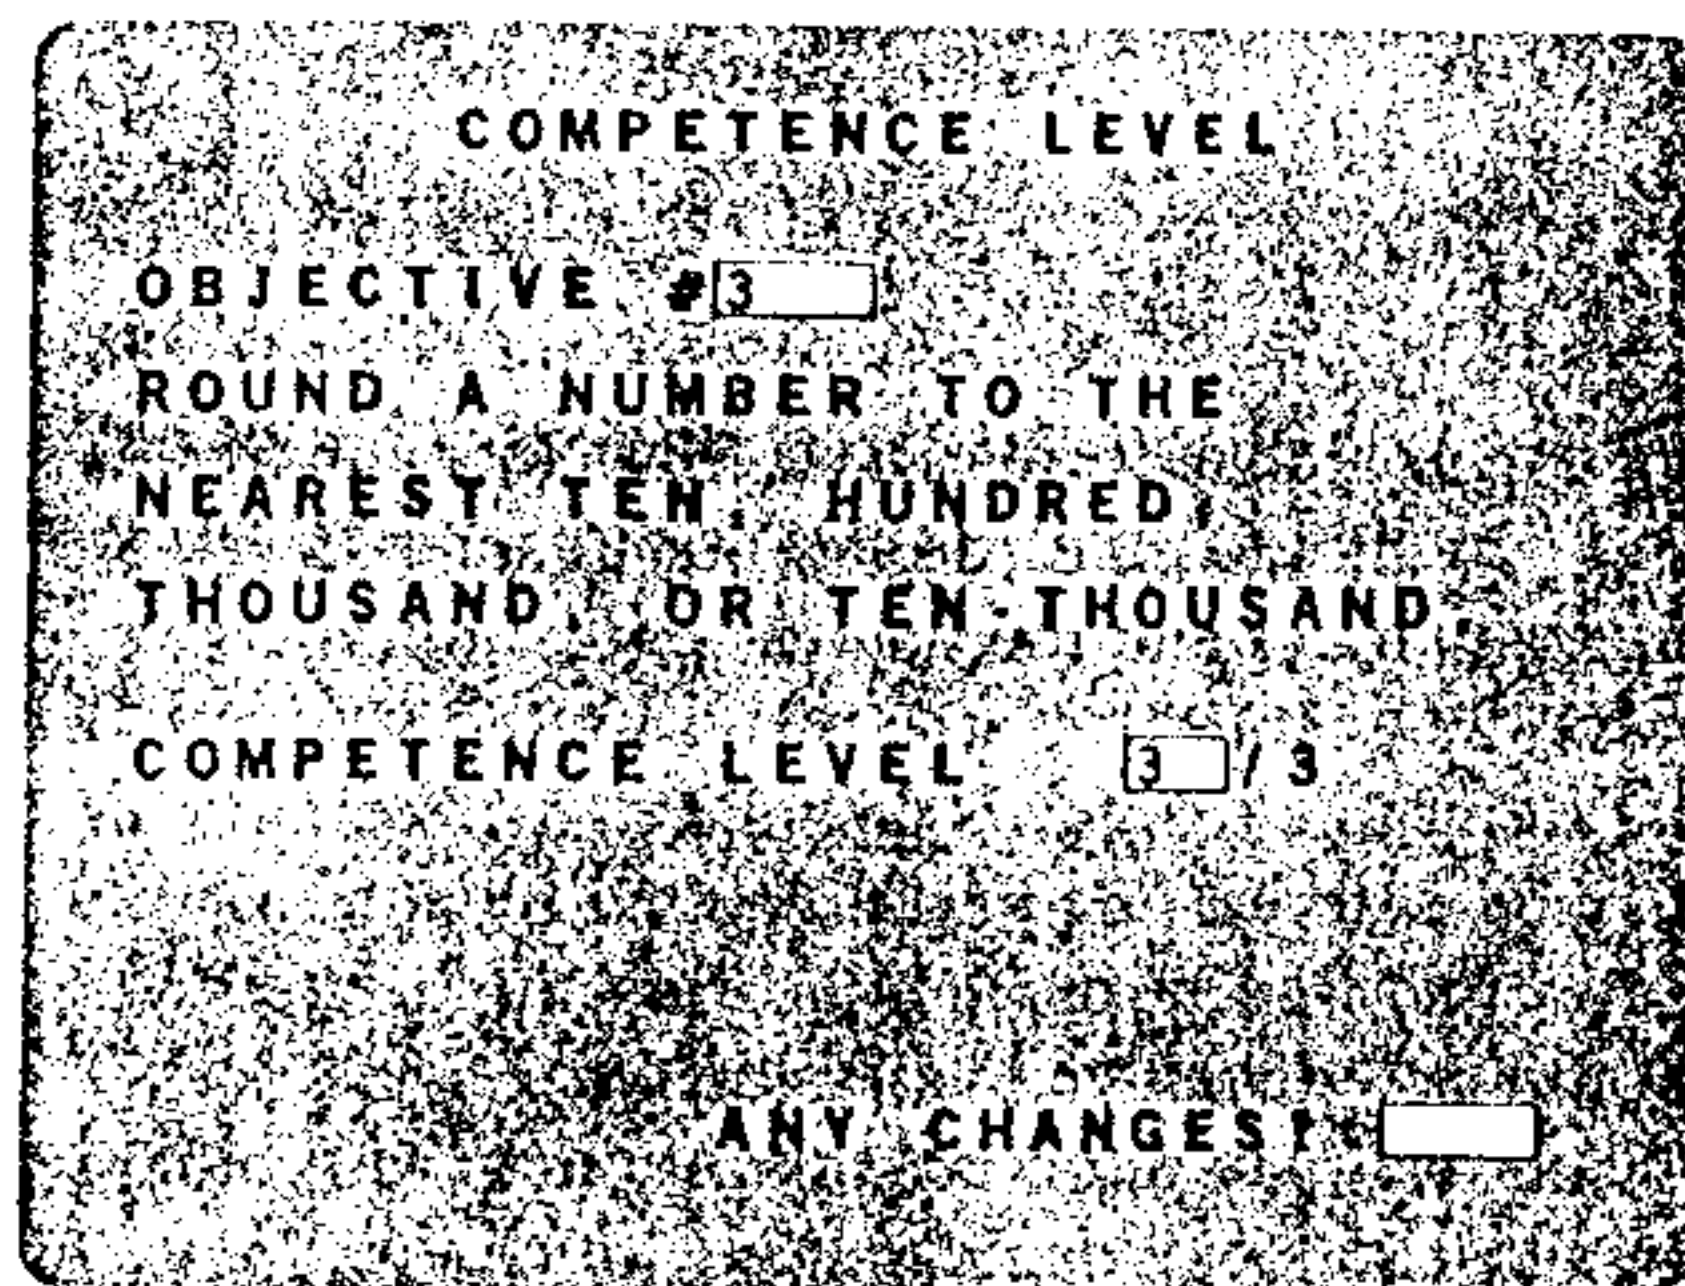 COMPETENCE LEVEL
OBJECTIVE #3
ROUND A NUMBER TO THE
NEAREST TEN, HUNDRED,
THOUSAND, OR TEN-THOUSAND.
COMPETENCE LEVEL 3/3
ANY CHANGES?